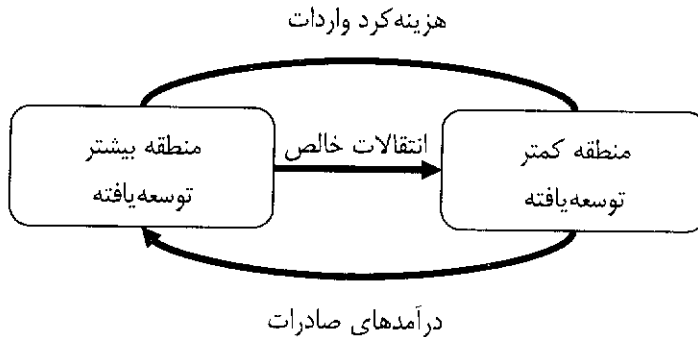 هزینه‌کرد واردات
منطقه کمتر
توسعه‌یافته
انتقالات خالص
منطقه بیشتر
توسعه‌یافته
درآمدهای صادرات